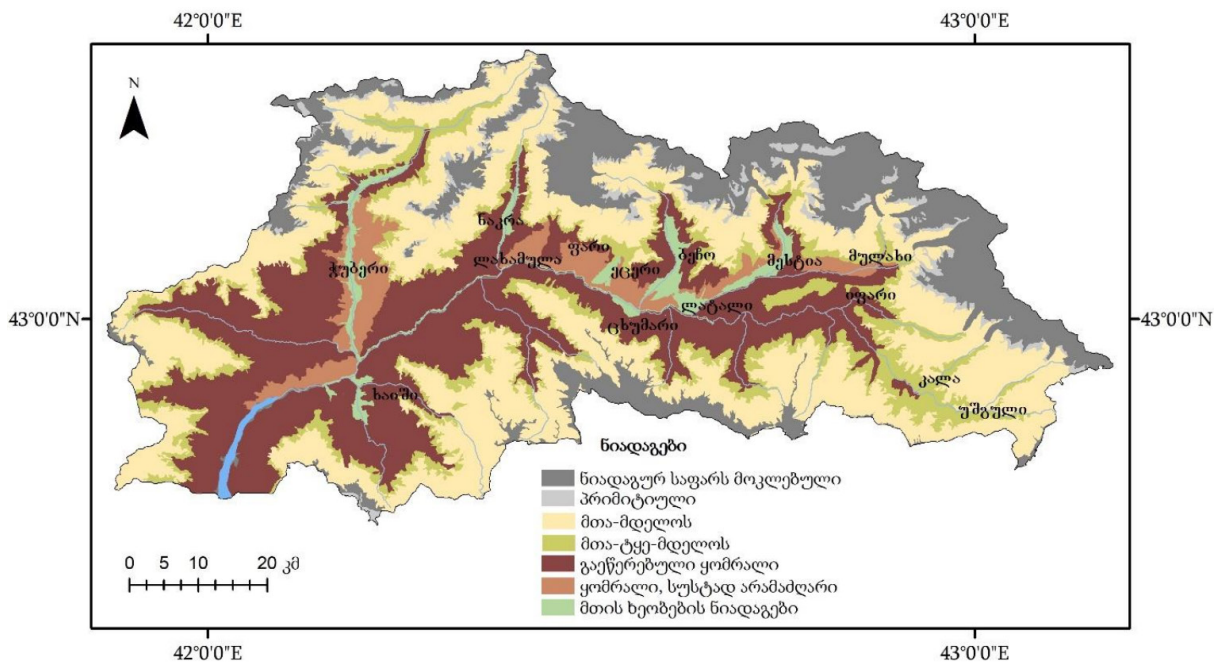 42°0'0"E 43°0'0"E
N
ნაკრა
ფარი
ლახამულა
ეცერი
ბეჩო
მესტია
მულახი
ჭუბერი
იფარი
ლატალი
ცხუმარი
43°0'0"N 43°0'0"N
კალა
ხაიში
უშგული
ნიადაგები
ნიადაგურ საფარს მოკლებული
პრიმიტიული
მთა-მდელოს
მთა-ტყე-მდელოს
გაეწერებული ყომრალი
ყომრალი, სუსტად არამაძღარი
მთის ხეობების ნიადაგები
0 5 10 20 კმ
42°0'0"E 43°0'0"E